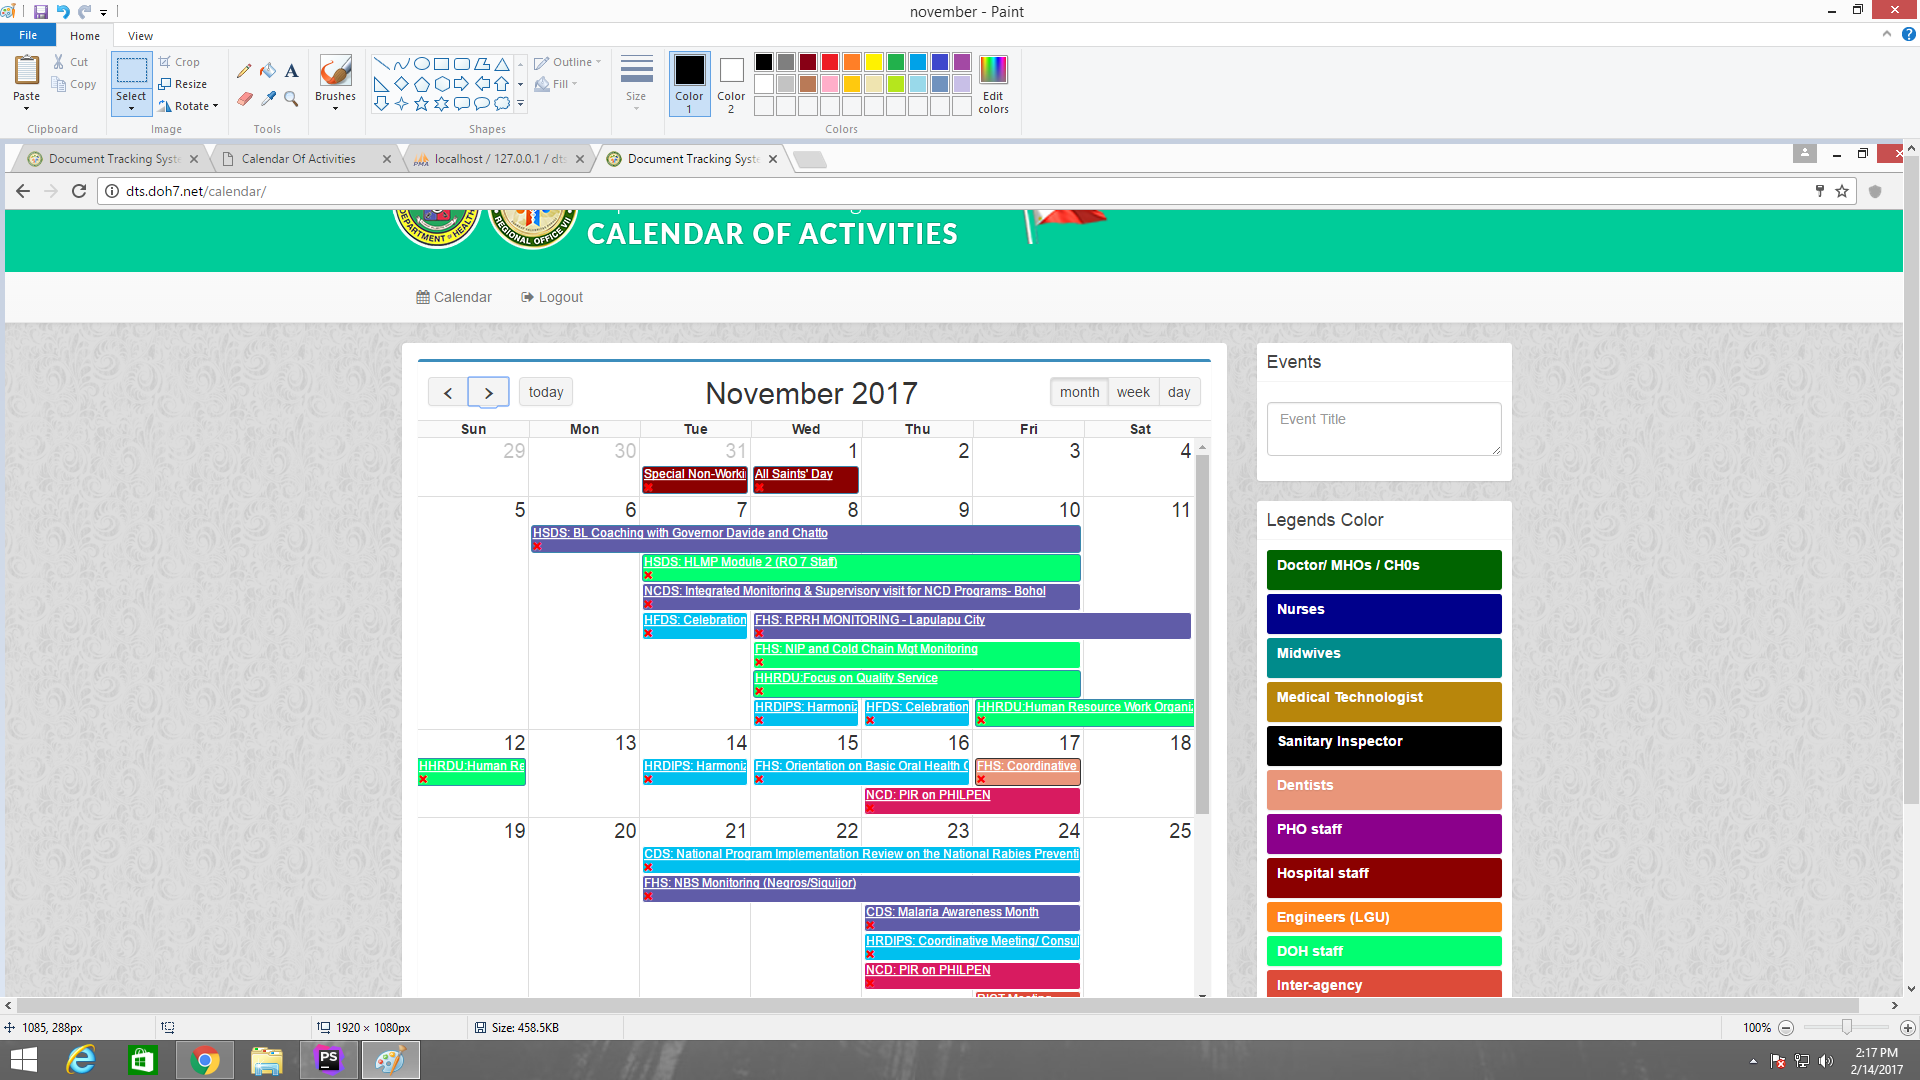 november - Paint
File
Home
View
Paste
Cut
Copy
Clipboard
Select
Crop
Resize
Rotate
Image
Tools
Brushes
Shapes
Outline
Fill
Size
Color
1
Color
2
Edit
colors
Colors
Document Tracking Syst
Calendar Of Activities
localhost / 127.0.0.1 / dts
Document Tracking Syste
dts.doh7.net/calendar/
DEPARTMENT OF HEALTH
REGIONAL OFFICE VII
CALENDAR OF ACTIVITIES
Calendar
Logout
< > today
November 2017
month week day
Sun Mon Tue Wed Thu Fri Sat
29 30 31 1 2 3 4
Special Non-Worki
All Saints' Day
5 6 7 8 9 10 11
HSDS: BL Coaching with Governor Davide and Chatto
HSDS: HLMP Module 2 (RO 7 Staff)
NCDS: Integrated Monitoring & Supervisory visit for NCD Programs- Bohol
HFDS: Celebration
FHS: RPRH MONITORING - Lapulapu City
FHS: NIP and Cold Chain Mgt Monitoring
HHRDU:Focus on Quality Service
HRDIPS: Harmoniz
HFDS: Celebration
HHRDU:Human Resource Work Organiz
12 13 14 15 16 17 18
HHRDU:Human Re
HRDIPS: Harmoniz
FHS: Orientation on Basic Oral Health C
FHS: Coordinative
NCD: PIR on PHILPEN
19 20 21 22 23 24 25
CDS: National Program Implementation Review on the National Rabies Preventi
FHS: NBS Monitoring (Negros/Siquijor)
CDS: Malaria Awareness Month
HRDIPS: Coordinative Meeting/ Consul
NCD: PIR on PHILPEN
Events
Event Title
Legends Color
Doctor/ MHOs / CH0s
Nurses
Midwives
Medical Technologist
Sanitary Inspector
Dentists
PHO staff
Hospital staff
Engineers (LGU)
DOH staff
Inter-agency
1085, 288px
1920 × 1080px
Size: 458.5KB
100%
PS
2:17 PM
2/14/2017